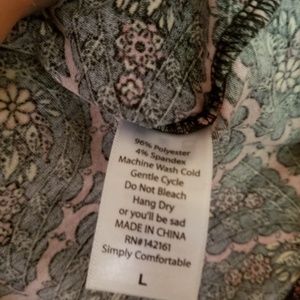 96% Polyester
4% Spandex
Machine Wash Cold
Gentle Cycle
Do Not Bleach
Hang Dry
or you'll be sad
MADE IN CHINA
RN#142161
Simply Comfortable
L